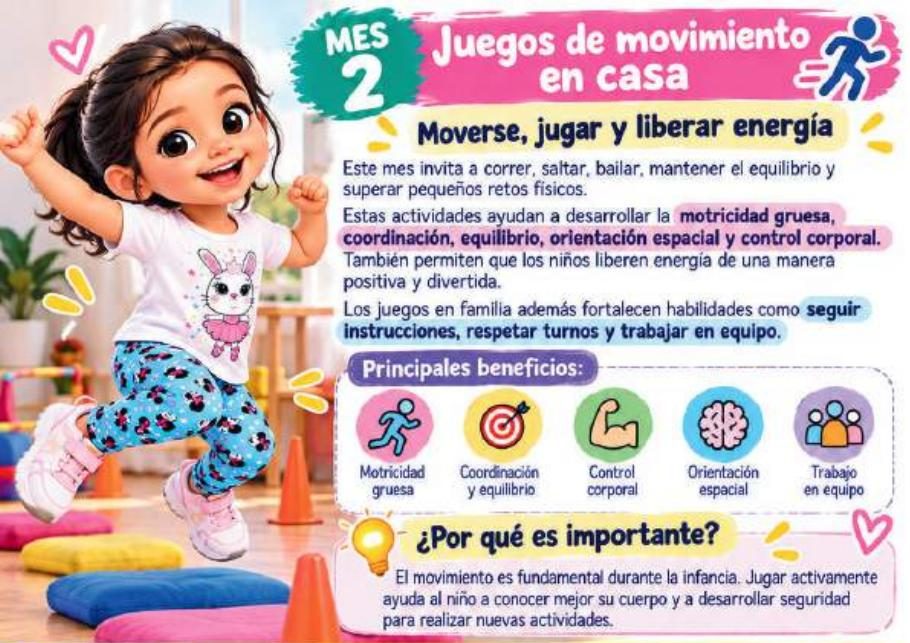 MES
2
Juegos de movimiento
en casa
Moverse, jugar y liberar energía
Este mes invita a correr, saltar, bailar, mantener el equilibrio y
superar pequeños retos físicos.
Estas actividades ayudan a desarrollar la motricidad gruesa,
coordinación, equilibrio, orientación espacial y control corporal.
También permiten que los niños liberen energía de una manera
positiva y divertida.
Los juegos en familia además fortalecen habilidades como seguir
instrucciones, respetar turnos y trabajar en equipo.
Principales beneficios:
Motricidad
gruesa
Coordinación
y equilibrio
Control
corporal
Orientación
espacial
Trabajo
en equipo
¿Por qué es importante?
El movimiento es fundamental durante la infancia. Jugar activamente
ayuda al niño a conocer mejor su cuerpo y a desarrollar seguridad
para realizar nuevas actividades.